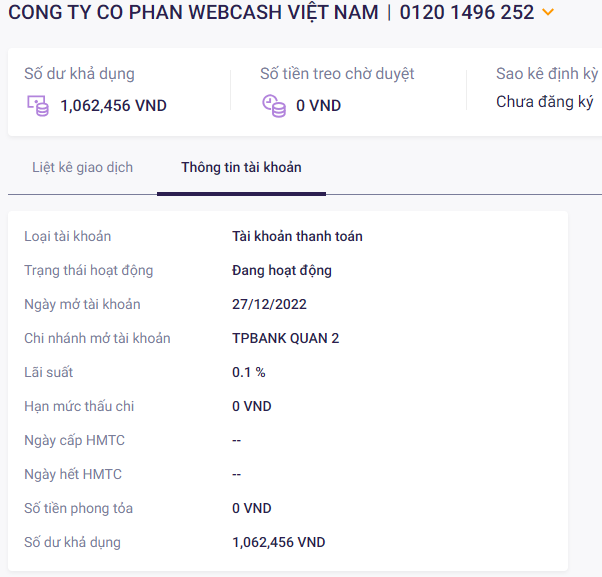 CONG TY CO PHAN WEBCASH VIỆT NAM | 0120 1496 252
Số dư khả dụng Số tiền treo chờ duyệt Sao kê định kỳ
1,062,456 VND 0 VND Chưa đăng ký
Liệt kê giao dịch Thông tin tài khoản
Loại tài khoản Tài khoản thanh toán
Trạng thái hoạt động Đang hoạt động
Ngày mở tài khoản 27/12/2022
Chi nhánh mở tài khoản TPBANK QUAN 2
Lãi suất 0.1 %
Hạn mức thấu chi 0 VND
Ngày cấp HMTC --
Ngày hết HMTC --
Số tiền phong tỏa 0 VND
Số dư khả dụng 1,062,456 VND